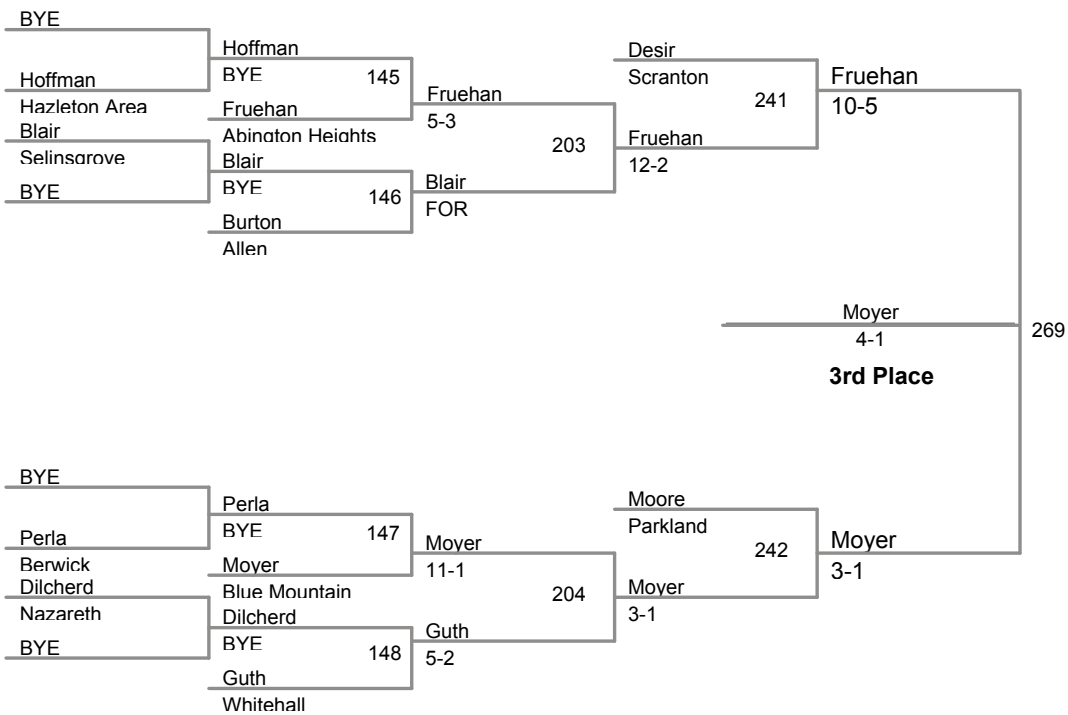 BYE
Hoffman
Hazleton Area
Blair
Selinsgrove
BYE
Hoffman
BYE
145
Fruehan
Abington Heights
Blair
BYE
146
Burton
Allen
Fruehan
5-3
203
Blair
FOR
Desir
Scranton
241
Fruehan
12-2
Fruehan
10-5
Moyer
4-1
3rd Place
269
BYE
Perla
Berwick
Dilcherd
Nazareth
BYE
Perla
BYE
147
Moyer
Blue Mountain
Dilcherd
BYE
148
Guth
Whitehall
Moyer
11-1
204
Guth
5-2
Moore
Parkland
242
Moyer
3-1
Moyer
3-1